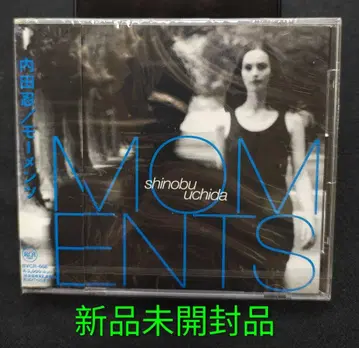 内田忍／モーメンツ
MOM
ENTS
shinobu
uchida
新品未開封品